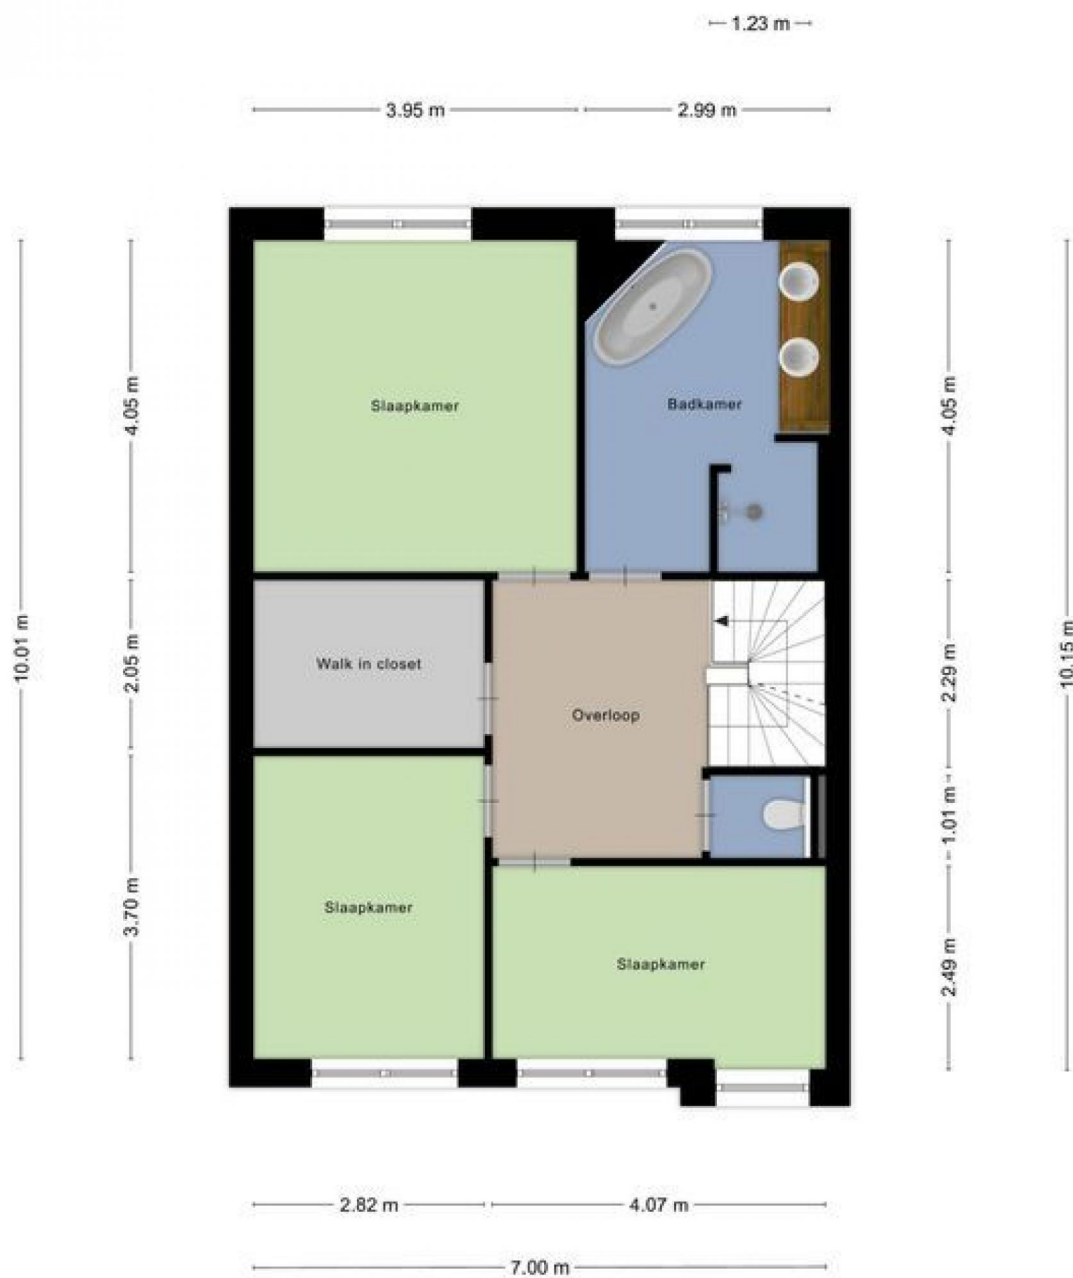 1.23 m
3.95 m
2.99 m
Slaapkamer
Badkamer
4.05 m
4.05 m
10.01 m
2.05 m
Walk in closet
Overloop
2.29 m
10.15 m
1.01 m
3.70 m
Slaapkamer
Slaapkamer
2.49 m
2.82 m
4.07 m
7.00 m